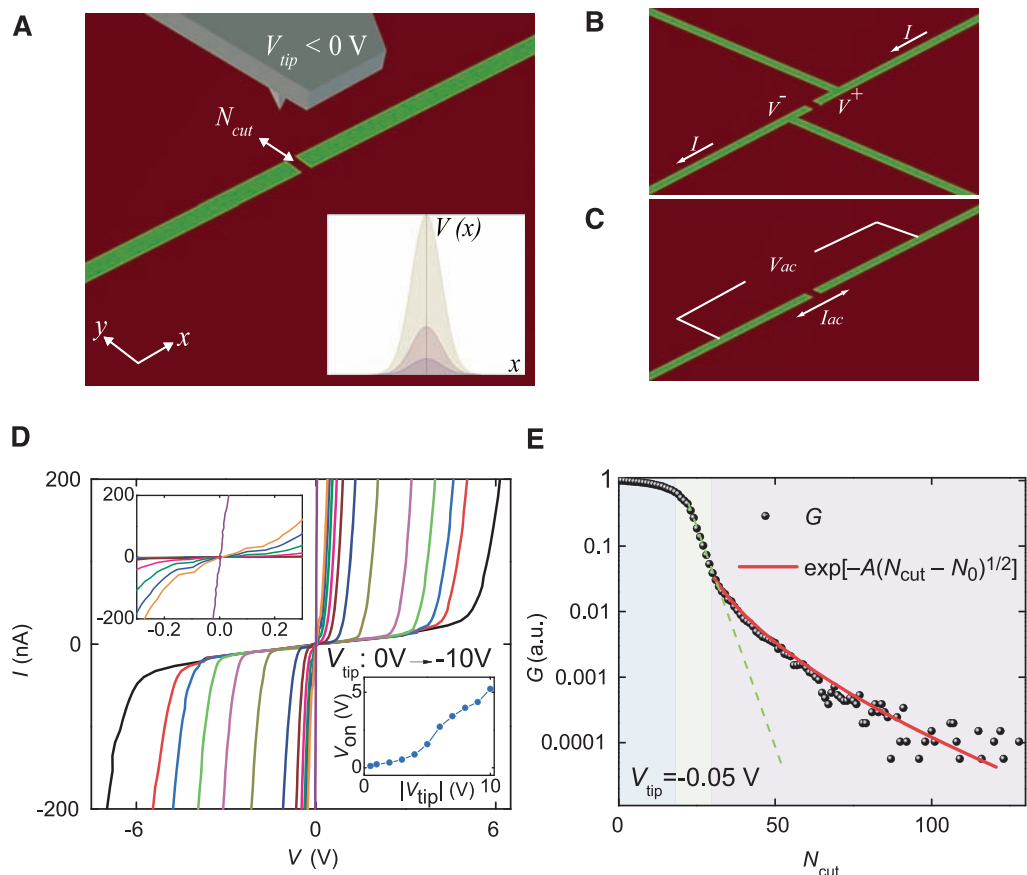 A
V_tip < 0 V
N_cut
V (x)
x
y
x
B
I
V^-
V^+
I
C
V_ac
I_ac
D
200
200
0
-200
-0.2
0.0
0.2
I (nA)
0
V_tip : 0V → -10V
5
0
V_on (V)
0
10
|V_tip| (V)
-200
-6
0
6
V (V)
E
1
0.1
0.01
0.001
0.0001
G (a.u.)
G
exp[-A(N_cut – N_0)^1/2]
V_tip =-0.05 V
0
50
100
N_cut